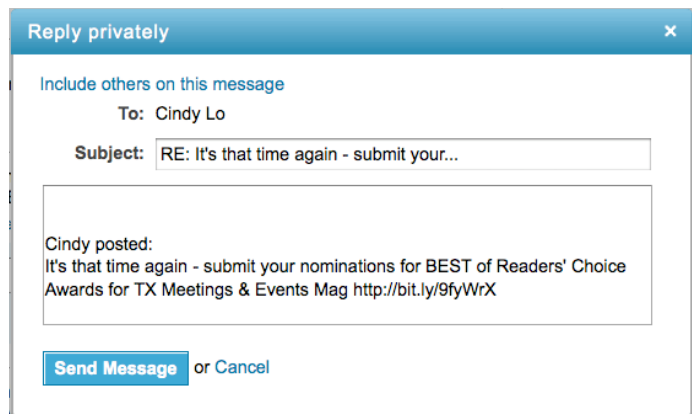 Reply privately ×
Include others on this message
To: Cindy Lo
Subject: RE: It's that time again - submit your...
Cindy posted:
It's that time again - submit your nominations for BEST of Readers' Choice
Awards for TX Meetings & Events Mag http://bit.ly/9fyWrX
Send Message or Cancel